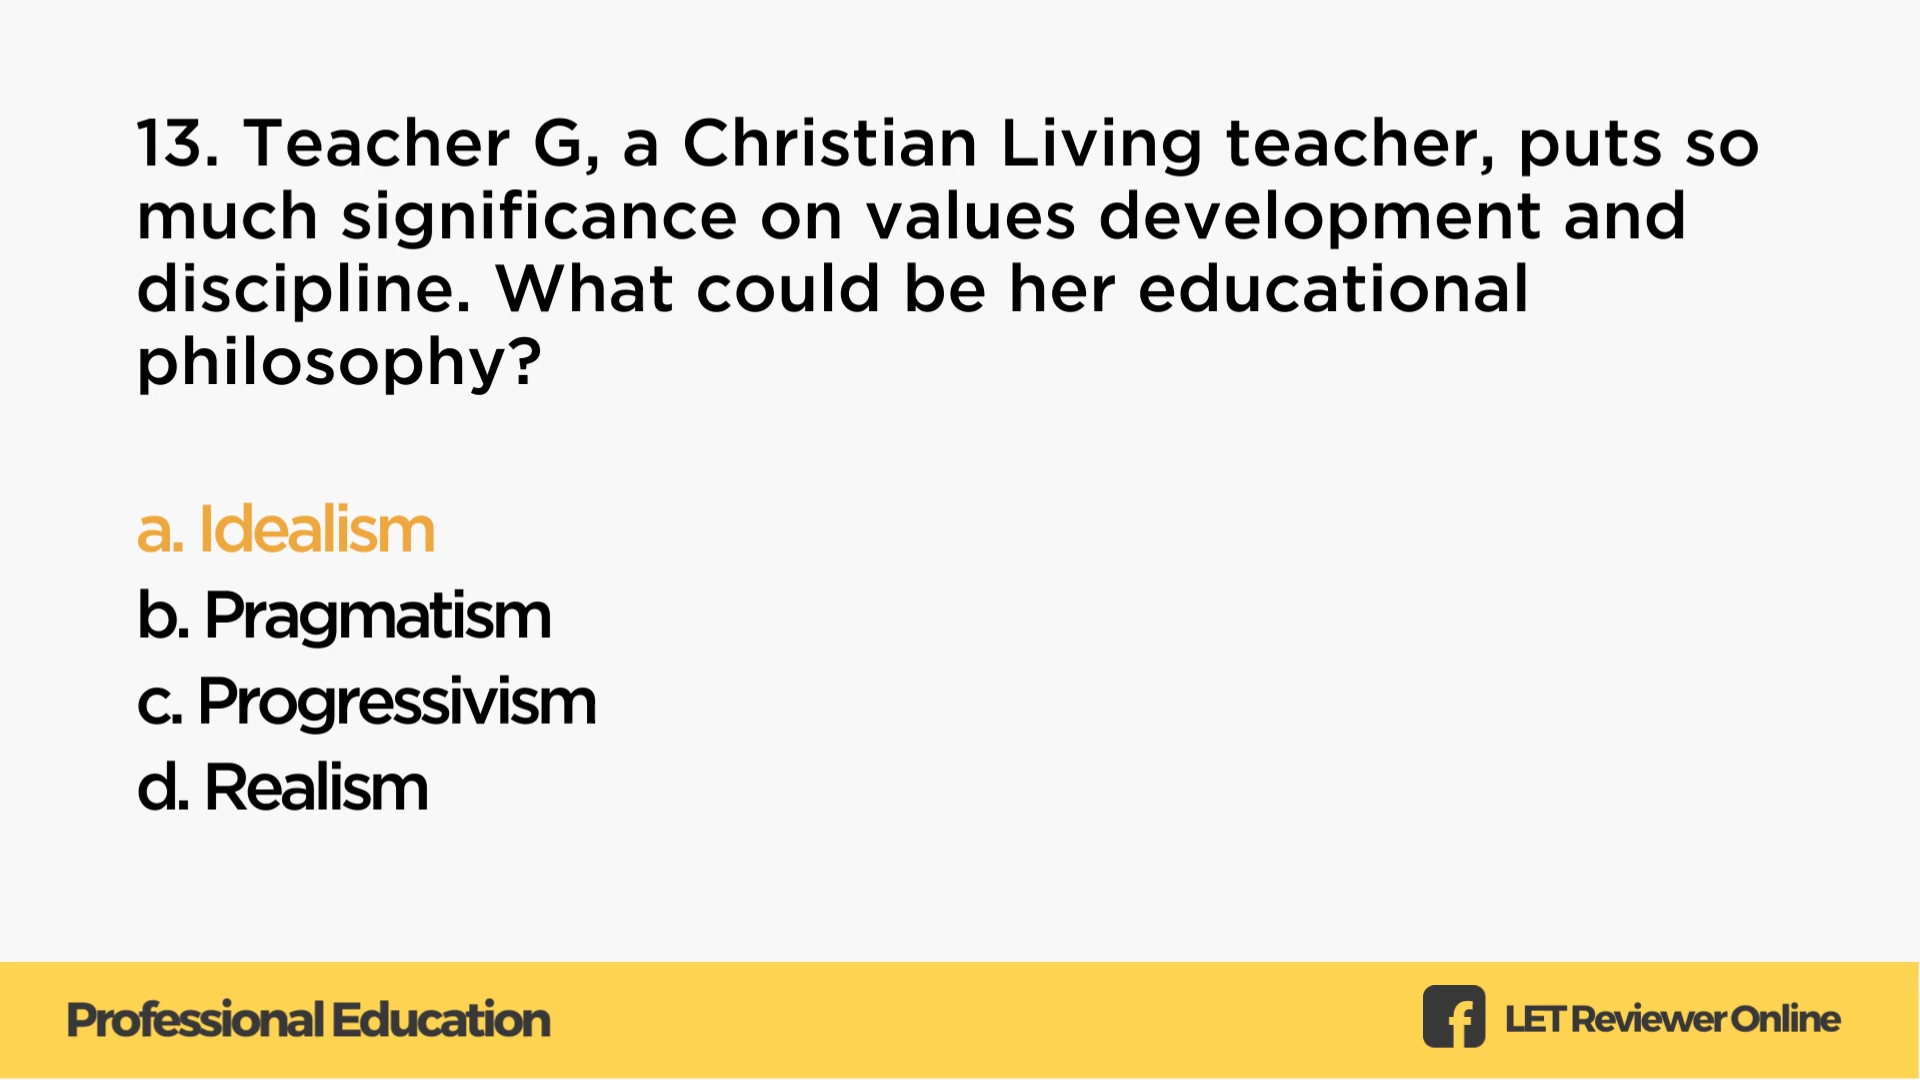 13. Teacher G, a Christian Living teacher, puts so
much significance on values development and
discipline. What could be her educational
philosophy?
a. Idealism
b. Pragmatism
c. Progressivism
d. Realism
Professional Education
LET Reviewer Online